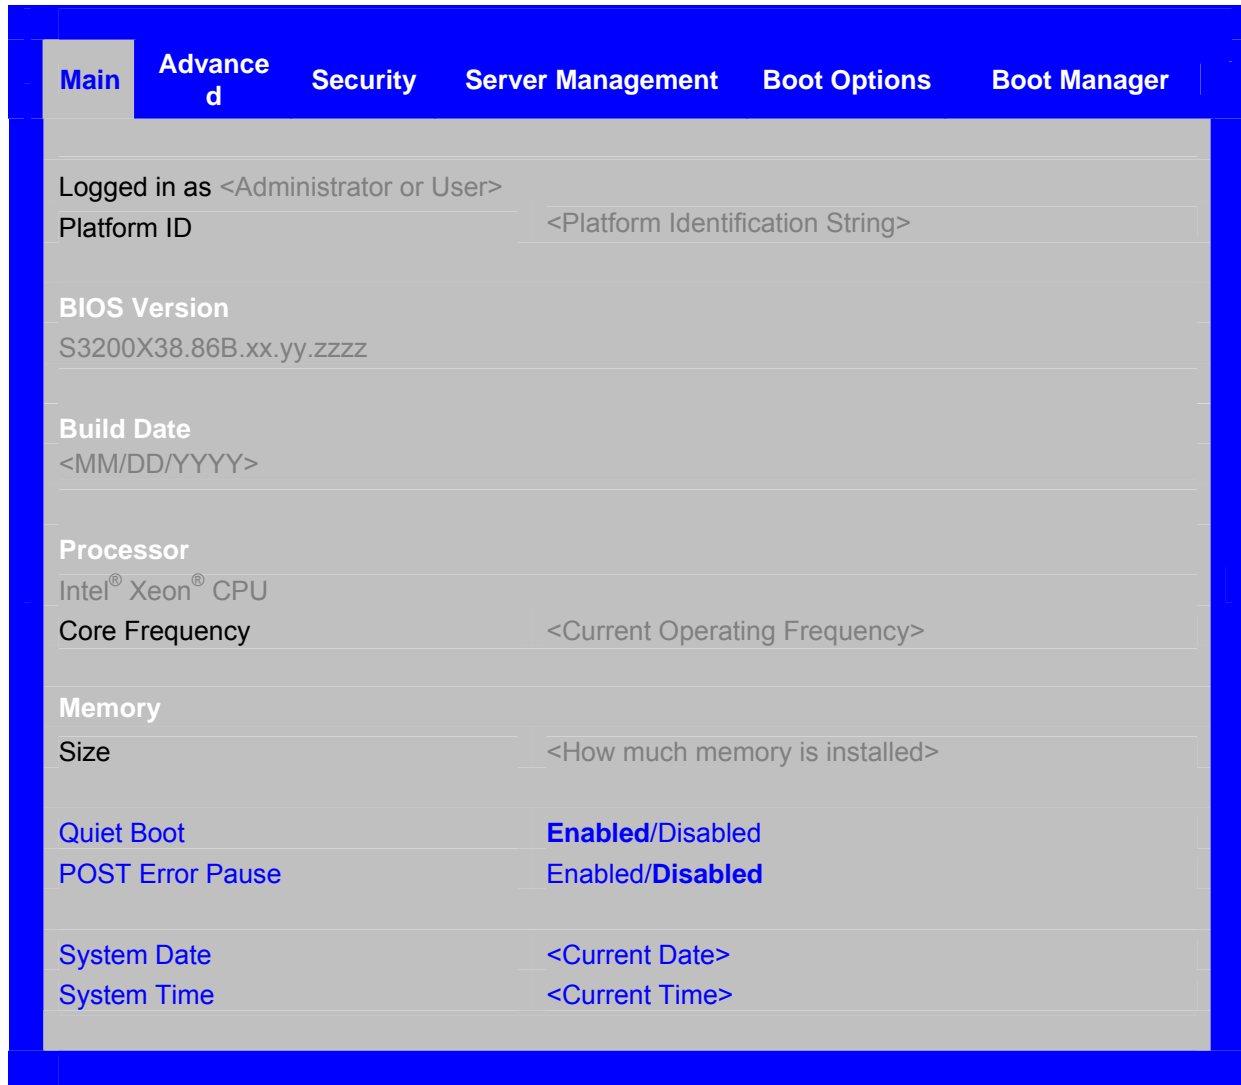 Main Advance
d Security Server Management Boot Options Boot Manager
Logged in as <Administrator or User>
Platform ID <Platform Identification String>
BIOS Version
S3200X38.86B.xx.yy.zzzz
Build Date
<MM/DD/YYYY>
Processor
Intel® Xeon® CPU
Core Frequency <Current Operating Frequency>
Memory
Size <How much memory is installed>
Quiet Boot Enabled/Disabled
POST Error Pause Enabled/Disabled
System Date <Current Date>
System Time <Current Time>